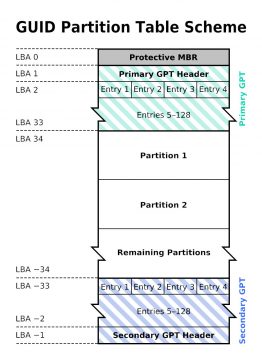 GUID Partition Table Scheme
LBA 0
Protective MBR
LBA 1
Primary GPT Header
LBA 2
Entry 1 Entry 2 Entry 3 Entry 4
Entries 5–128
LBA 33
LBA 34
Primary GPT
Partition 1
Partition 2
Remaining Partitions
LBA −34
LBA −33
Entry 1 Entry 2 Entry 3 Entry 4
Entries 5–128
LBA −2
LBA −1
Secondary GPT Header
Secondary GPT